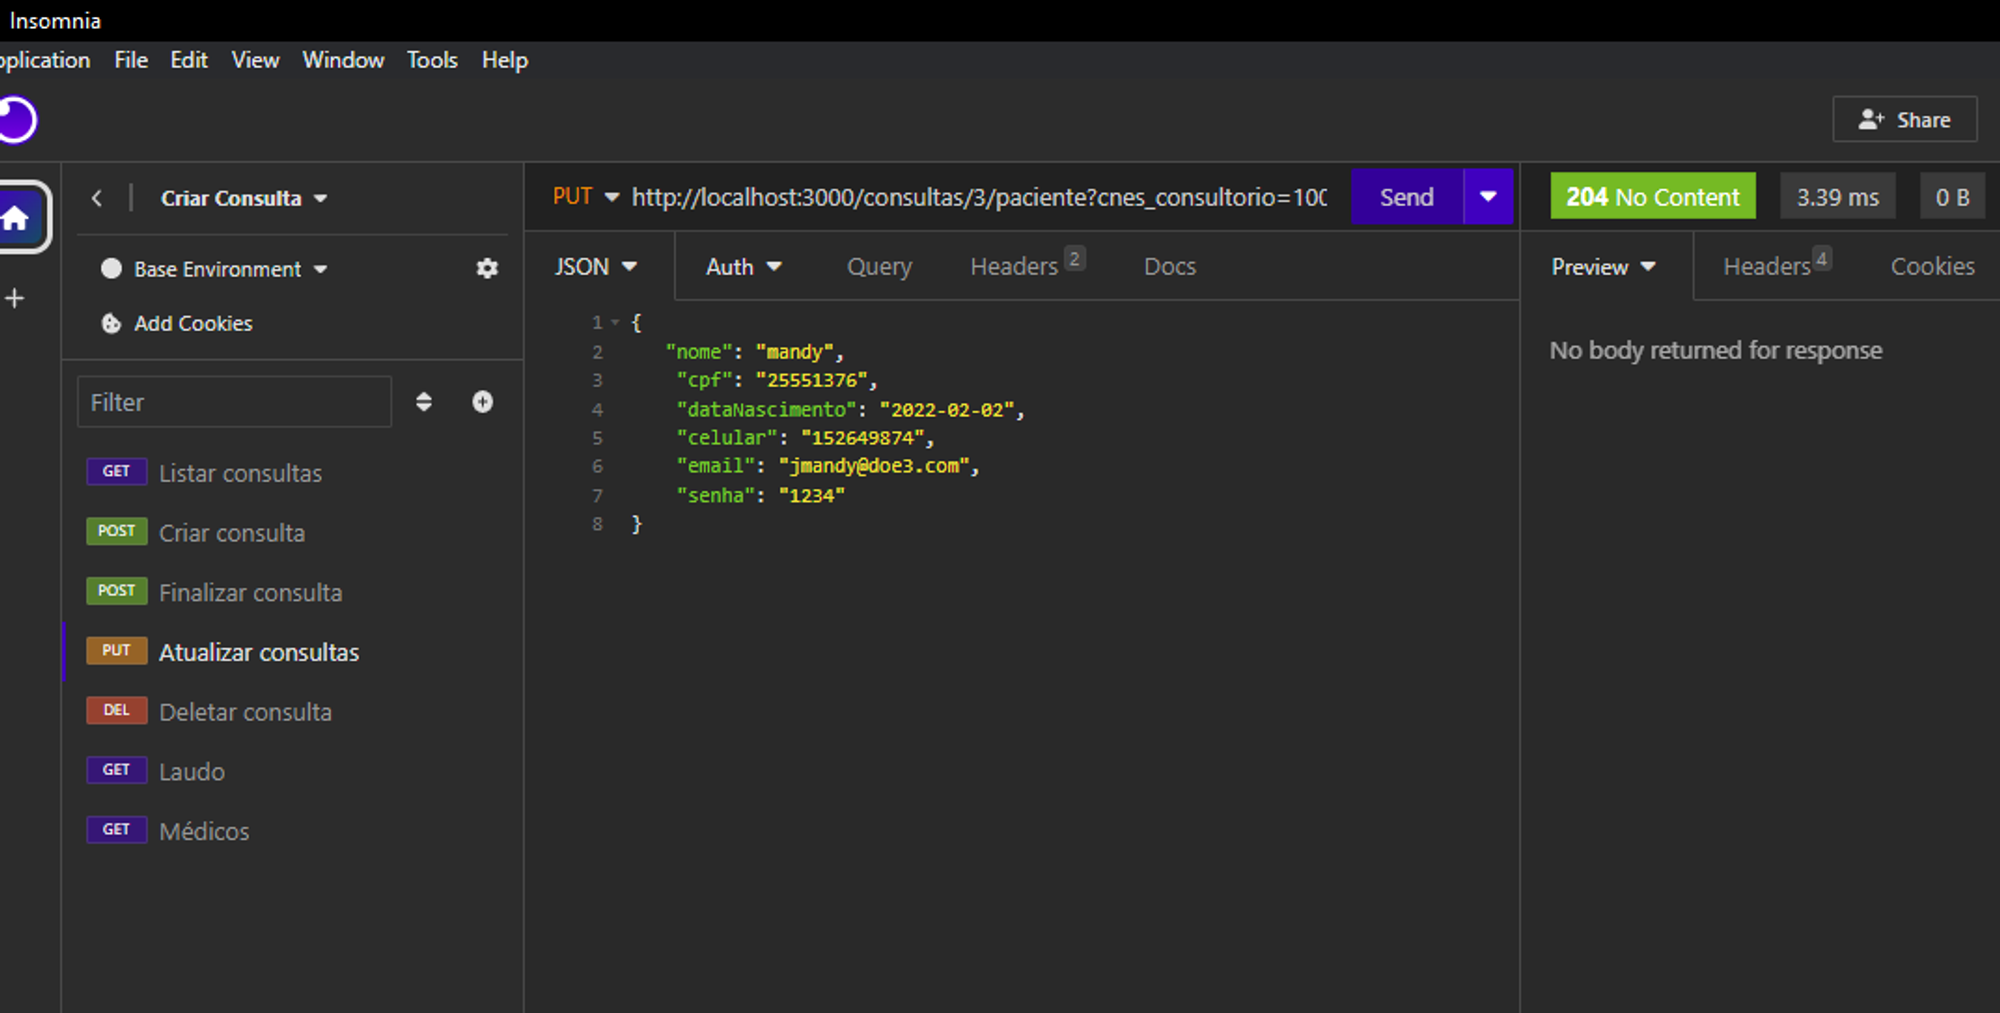 Insomnia
pplication File Edit View Window Tools Help
Share
Criar Consulta
PUT http://localhost:3000/consultas/3/paciente?cnes_consultorio=100 Send
204 No Content 3.39 ms 0 B
Base Environment
Add Cookies
Filter
GET Listar consultas
POST Criar consulta
POST Finalizar consulta
PUT Atualizar consultas
DEL Deletar consulta
GET Laudo
GET Médicos
JSON Auth Query Headers 2 Docs
1 {
2 "nome": "mandy",
3 "cpf": "25551376",
4 "dataNascimento": "2022-02-02",
5 "celular": "152649874",
6 "email": "jmandy@doe3.com",
7 "senha": "1234"
8 }
Preview Headers 4 Cookies
No body returned for response